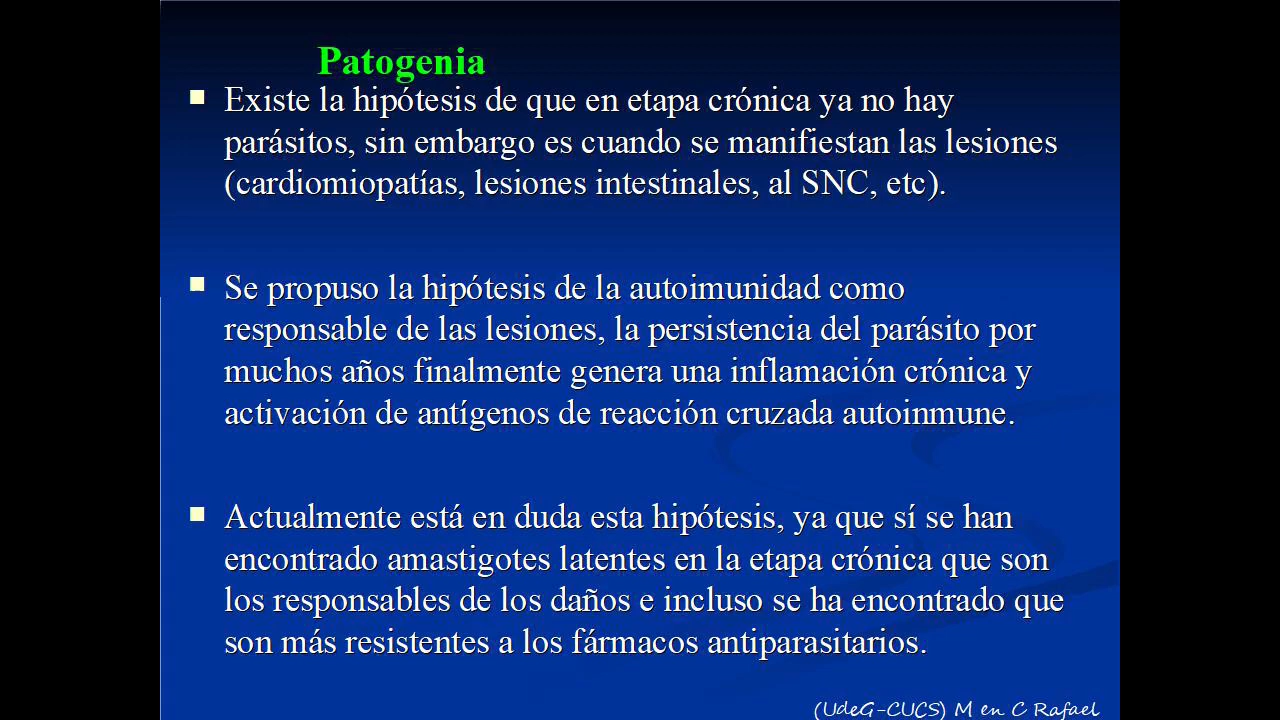 Patogenia
Existe la hipótesis de que en etapa crónica ya no hay
parásitos, sin embargo es cuando se manifiestan las lesiones
(cardiomiopatías, lesiones intestinales, al SNC, etc).
Se propuso la hipótesis de la autoimunidad como
responsable de las lesiones, la persistencia del parásito por
muchos años finalmente genera una inflamación crónica y
activación de antígenos de reacción cruzada autoinmune.
Actualmente está en duda esta hipótesis, ya que sí se han
encontrado amastigotes latentes en la etapa crónica que son
los responsables de los daños e incluso se ha encontrado que
son más resistentes a los fármacos antiparasitarios.
(UdeG-CUCS) M en C Rafael